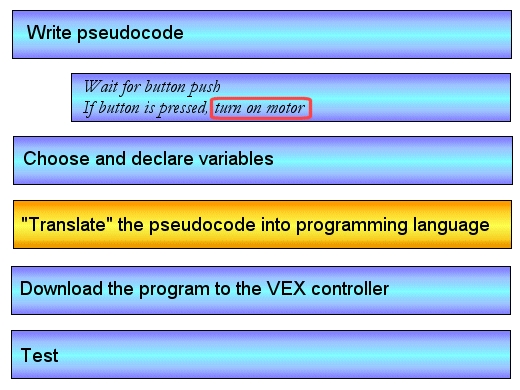 Write pseudocode
Wait for button push
If button is pressed, turn on motor
Choose and declare variables
"Translate" the pseudocode into programming language
Download the program to the VEX controller
Test